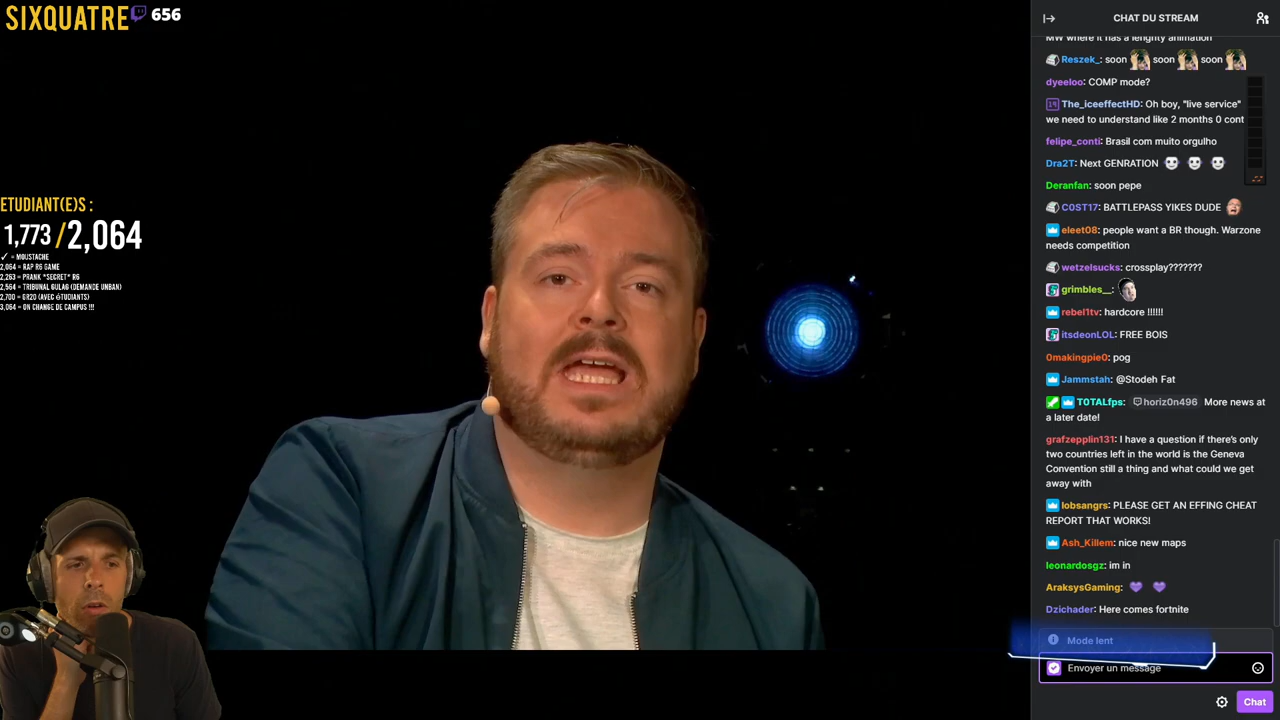 SIXQUATRE 656
ETUDIANT(E)S :
1,773 / 2,064
✓ = MOUSTACHE
2,064 = RAP R6 GAME
2,263 = PRANK *SECRET* R6
2,564 = TRIBUNAL GULAG (DEMANDE UNBAN)
2,700 = GR20 (AVEC ÉTUDIANTS)
3,064 = ON CHANGE DE CAMPUS !!!
CHAT DU STREAM
MW where it has a lenghty animation
Reszek_: soon soon soon
dyeeloo: COMP mode?
The_iceeffectHD: Oh boy, "live service"
we need to understand like 2 months 0 cont
felipe_conti: Brasil com muito orgulho
Dra2T: Next GENRATION
Deranfan: soon pepe
C0ST17: BATTLEPASS YIKES DUDE
eleet08: people want a BR though. Warzone
needs competition
wetzelsucks: crossplay???????
grimbles__:
rebel1tv: hardcore !!!!!!
itsdeonLOL: FREE BOIS
0makingpie0: pog
Jammstah: @Stodeh Fat
T0TALfps: horiz0n496 More news at
a later date!
grafzepplin131: I have a question if there's only
two countries left in the world is the Geneva
Convention still a thing and what could we get
away with
lobsangrs: PLEASE GET AN EFFING CHEAT
REPORT THAT WORKS!
Ash_Killem: nice new maps
leonardosgz: im in
AraksysGaming:
Dzichader: Here comes fortnite
Mode lent
Envoyer un message
Chat